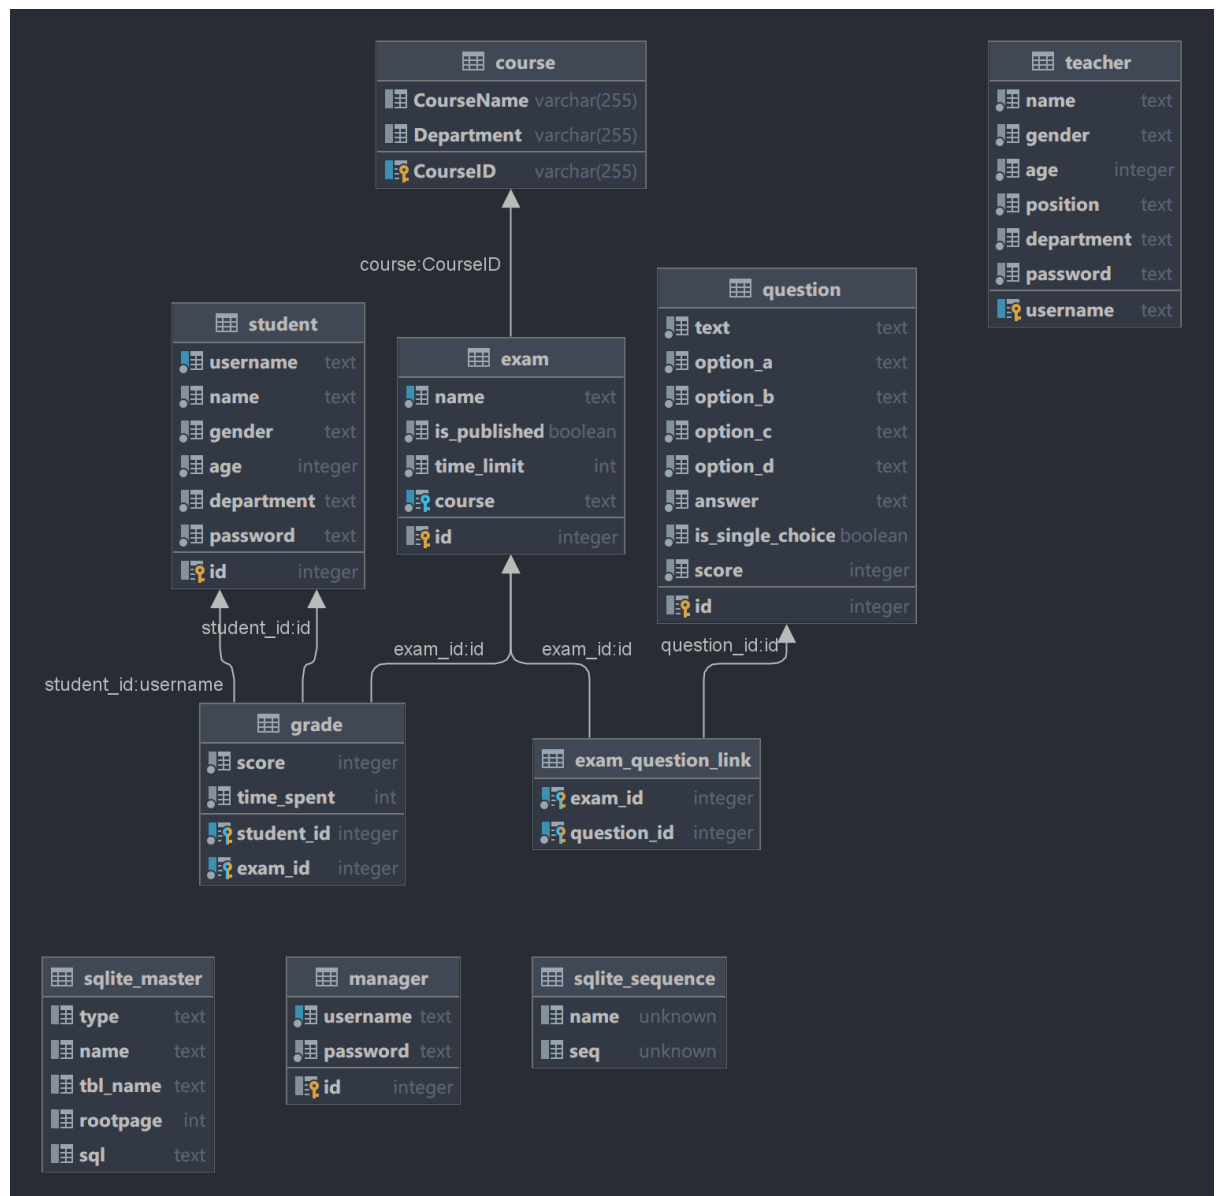 course
CourseName varchar(255)
Department varchar(255)
CourseID varchar(255)
teacher
name text
gender text
age integer
position text
department text
password text
username text
course:CourseID
question
text text
option_a text
option_b text
option_c text
option_d text
answer text
is_single_choice boolean
score integer
id integer
student
username text
name text
gender text
age integer
department text
password text
id integer
exam
name text
is_published boolean
time_limit int
course text
id integer
student_id:id
exam_id:id
exam_id:id
question_id:id
student_id:username
grade
score integer
time_spent int
student_id integer
exam_id integer
exam_question_link
exam_id integer
question_id integer
sqlite_master
type text
name text
tbl_name text
rootpage int
sql text
manager
username text
password text
id integer
sqlite_sequence
name unknown
seq unknown